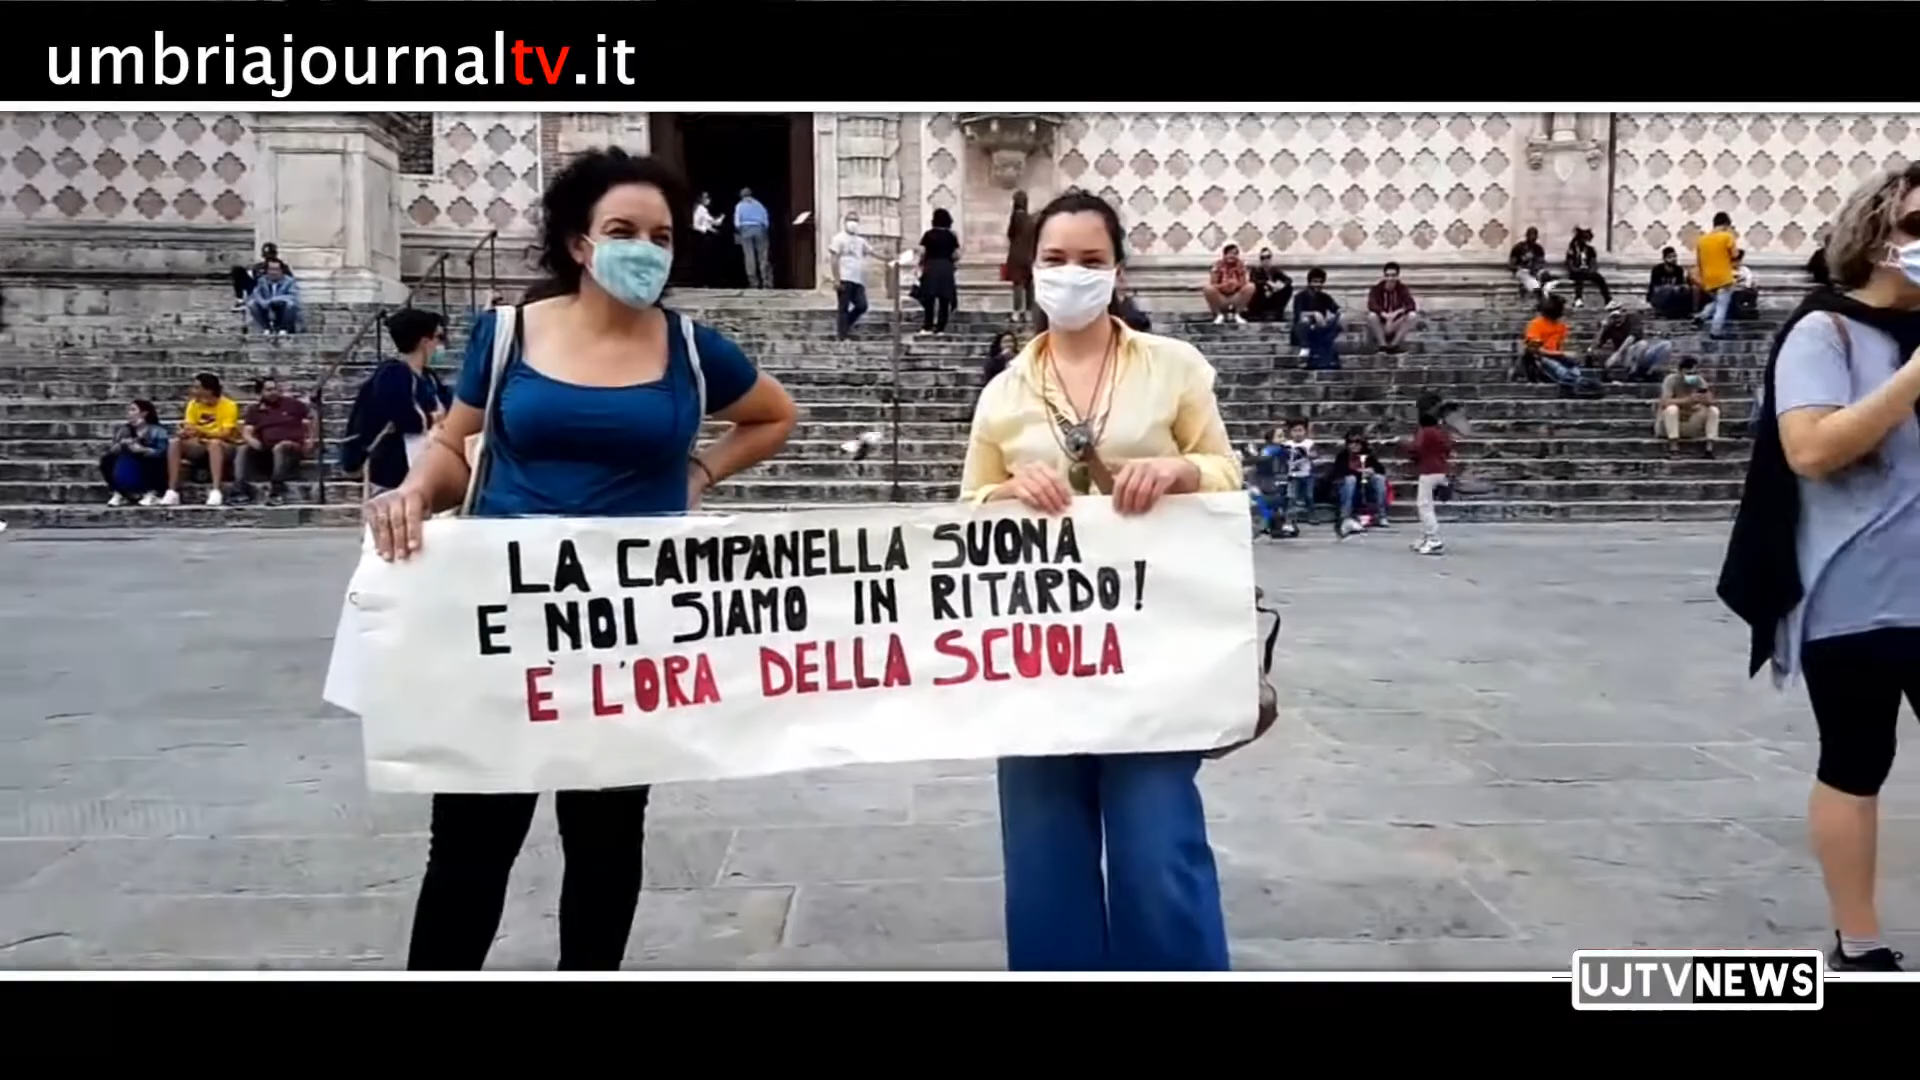 umbriajournaltv.it
LA CAMPANELLA SUONA
E NOI SIAMO IN RITARDO!
È L'ORA DELLA SCUOLA
UJTVNEWS